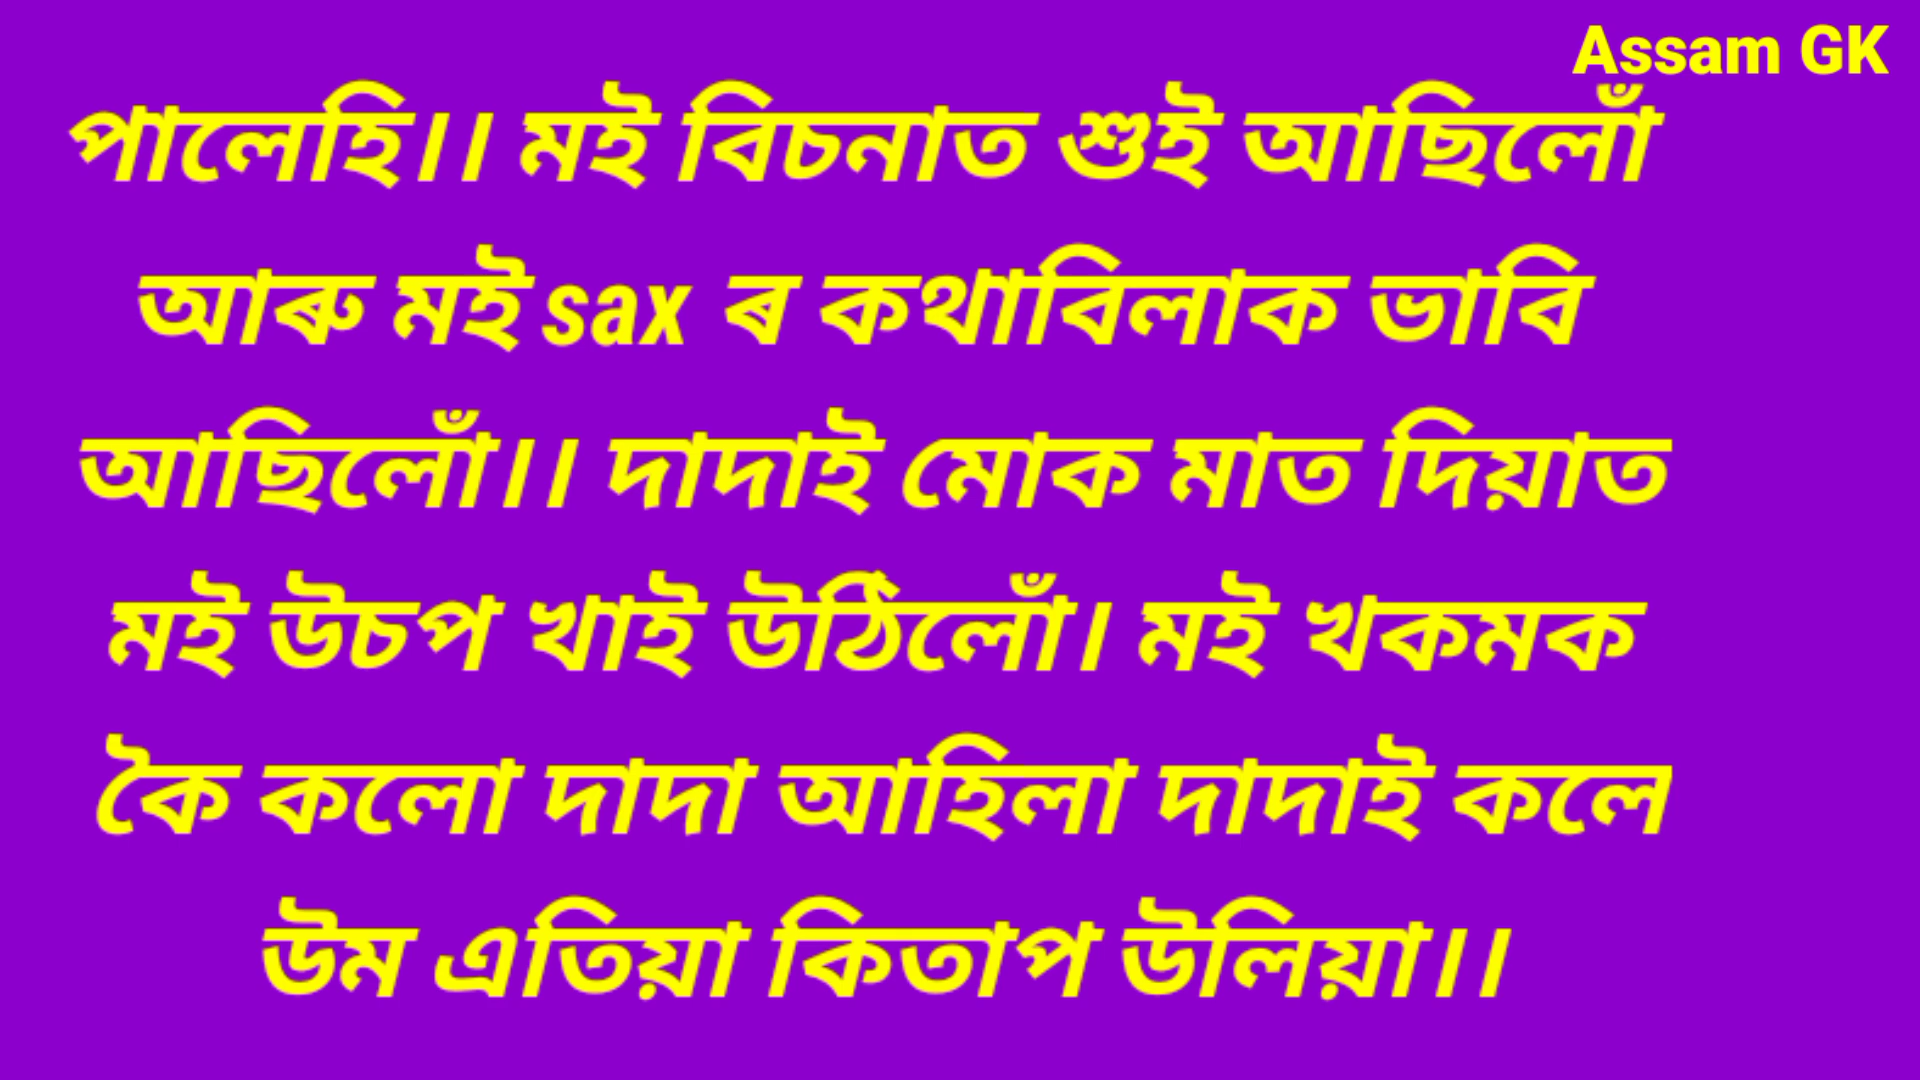 Assam GK
পালেহি।। মই বিচনাত শুই আছিলোঁ
আৰু মই sax ৰ কথাবিলাক ভাবি
আছিলোঁ।। দাদাই মোক মাত দিয়াত
মই উচপ খাই উঠিলোঁ। মই খকমক
কৈ কলো দাদা আহিলা দাদাই কলে
উম এতিয়া কিতাপ উলিয়া।।